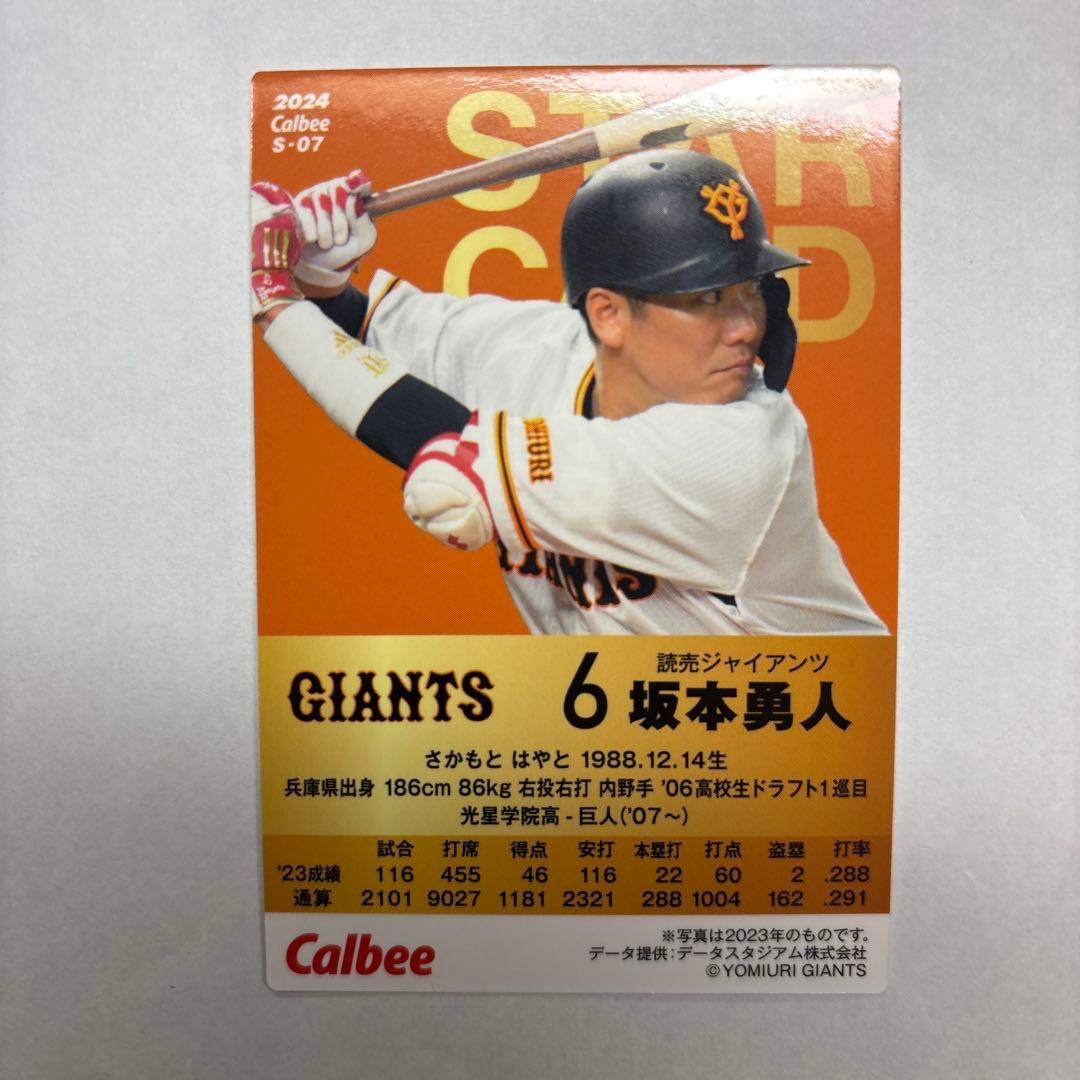 2024
Calbee
S-07
STAR
C D
YG
OMIURI
GIANTS
GIANTS
6
読売ジャイアンツ
坂本勇人
さかもと はやと 1988.12.14生
兵庫県出身 186cm 86kg 右投右打 内野手 '06高校生ドラフト1巡目
光星学院高 - 巨人('07～)
試合 打席 得点 安打 本塁打 打点 盗塁 打率
'23成績 116 455 46 116 22 60 2 .288
通算 2101 9027 1181 2321 288 1004 162 .291
Calbee
※写真は2023年のものです。
データ提供：データスタジアム株式会社
©YOMIURI GIANTS